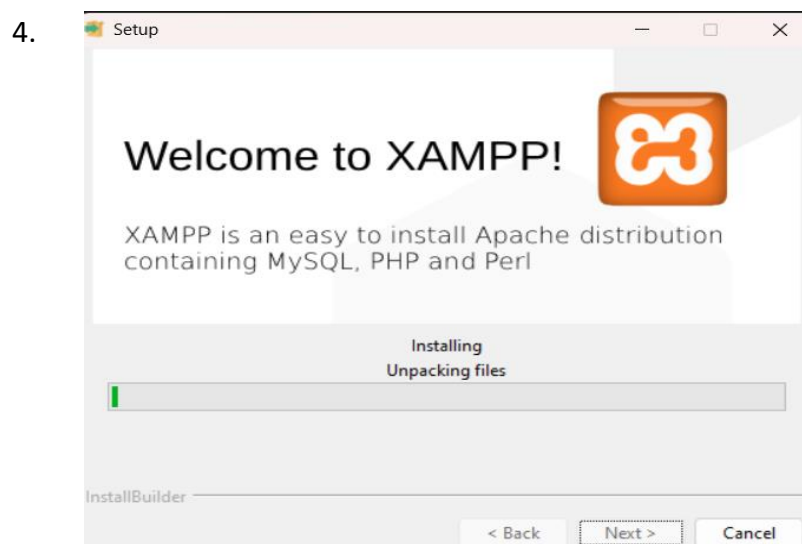 4.
Setup
Welcome to XAMPP!
XAMPP is an easy to install Apache distribution
containing MySQL, PHP and Perl
Installing
Unpacking files
InstallBuilder
< Back
Next >
Cancel